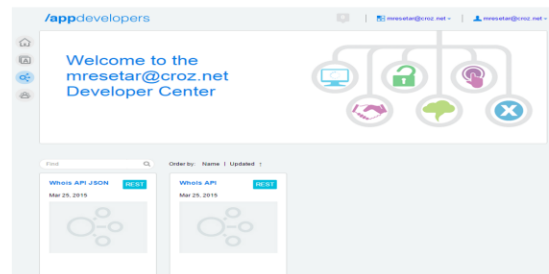 /appdevelopers
mresetar@croz.net
mresetar@croz.net
Welcome to the
mresetar@croz.net
Developer Center
Find
Order by: Name | Updated
Whois API JSON
REST
Mar 25, 2015
Whois API
REST
Mar 25, 2015